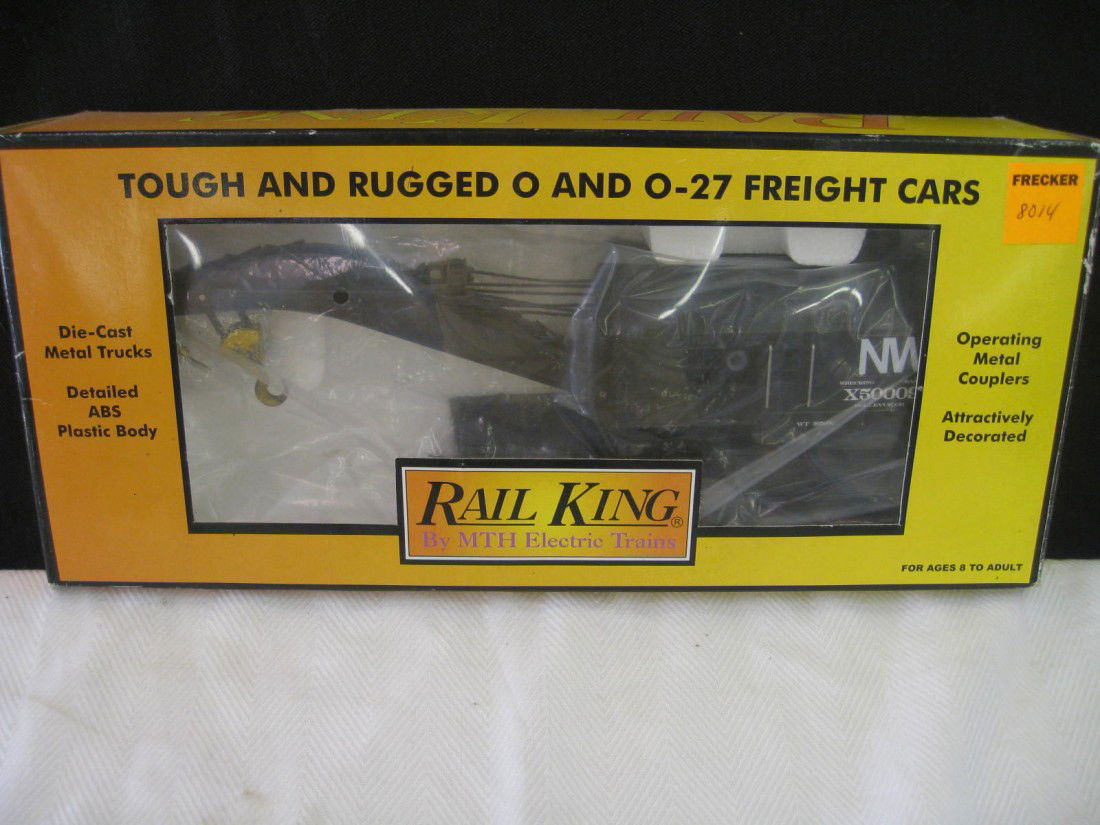 TOUGH AND RUGGED O AND O-27 FREIGHT CARS
FRECKER
8014
Die-Cast
Metal Trucks
Detailed
ABS
Plastic Body
Operating
Metal
Couplers
Attractively
Decorated
NW
X50009
RAIL KING®
By MTH Electric Trains
FOR AGES 8 TO ADULT